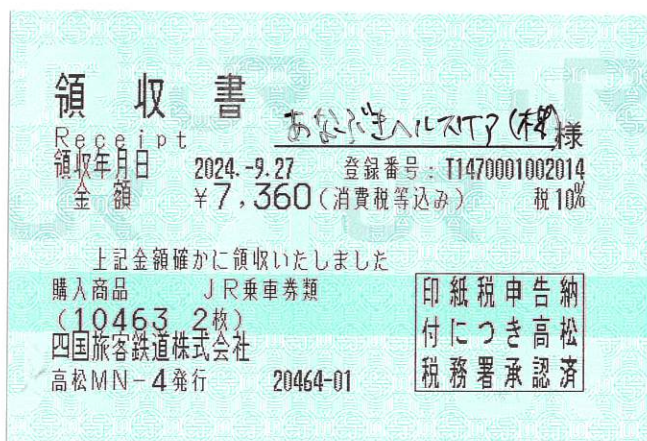 領収書
Receipt
あなぶきヘルスケア(株)様
領収年月日 2024.-9.27 登録番号:T1470001002014
金額 ¥7,360(消費税等込み) 税10%
上記金額確かに領収いたしました
購入商品 JR乗車券類
(10463 2枚)
四国旅客鉄道株式会社
高松MN-4発行 20464-01
印紙税申告納
付につき高松
税務署承認済